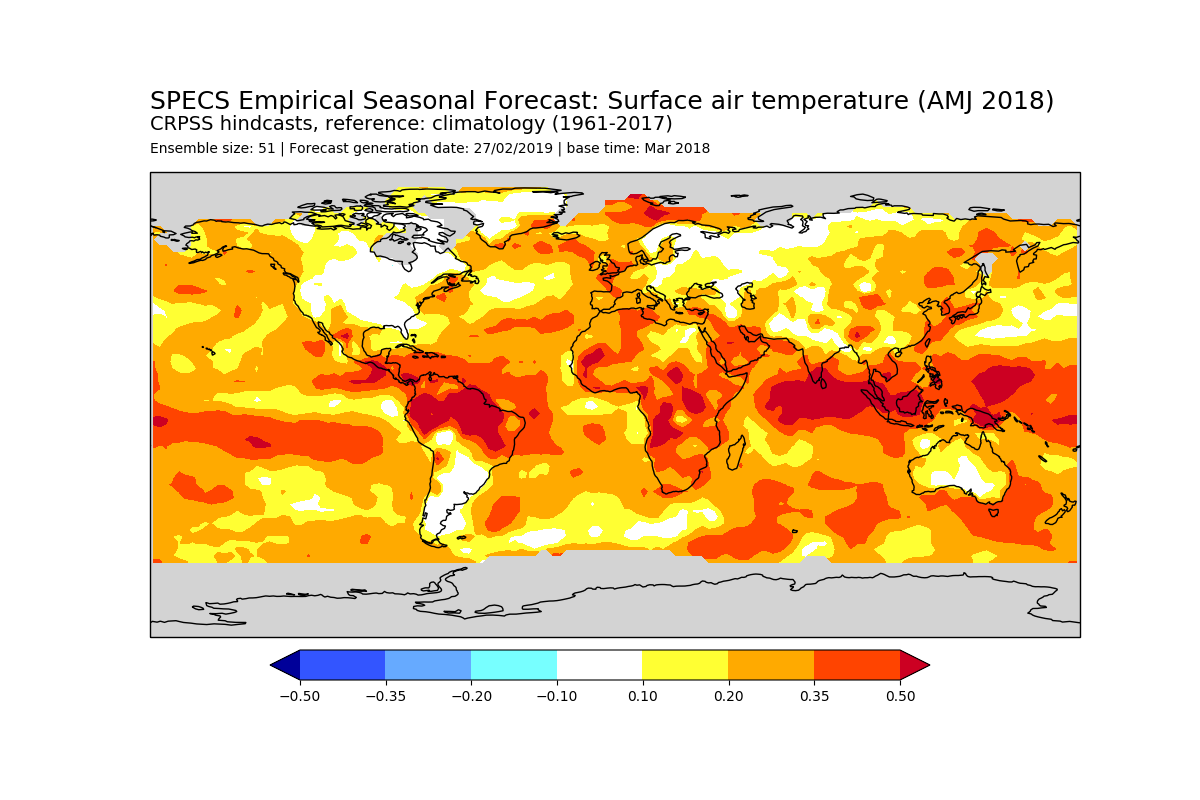 SPECS Empirical Seasonal Forecast: Surface air temperature (AMJ 2018)
CRPSS hindcasts, reference: climatology (1961-2017)
Ensemble size: 51 | Forecast generation date: 27/02/2019 | base time: Mar 2018
−0.50 −0.35 −0.20 −0.10 0.10 0.20 0.35 0.50